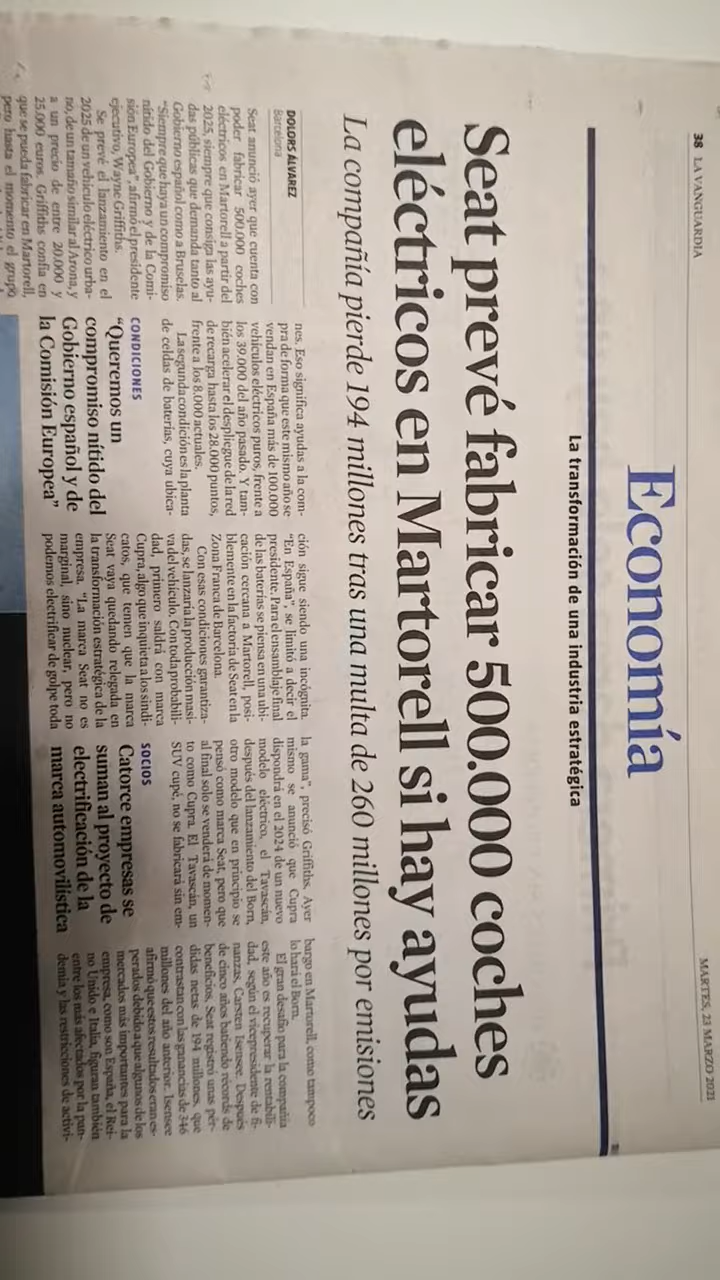 38 LA VANGUARDIA
MARTES, 23 MARZO 2021
Economía
La transformación de una industria estratégica
Seat prevé fabricar 500.000 coches
eléctricos en Martorell si hay ayudas
La compañía pierde 194 millones tras una multa de 260 millones por emisiones
DOLORS ÁLVAREZ
Barcelona
Seat anunció ayer que cuenta con
poder fabricar 500.000 coches
eléctricos en Martorell a partir del
2025, siempre que consiga las ayu-
das públicas que demanda tanto al
Gobierno español como a Bruselas.
“Siempre que haya un compromiso
nítido del Gobierno y de la Comi-
sión Europea”, afirmó el presidente
ejecutivo, Wayne Griffiths.
Se prevé el lanzamiento en el
2025 de un vehículo eléctrico urba-
no, de un tamaño similar al Arona, y
a un precio de entre 20.000 y
25.000 euros. Griffiths confía en
que se pueda fabricar en Martorell,
pero hasta el momento el grupo
nes. Eso significa ayudas a la com-
pra de forma que este mismo año se
vendan en España más de 100.000
vehículos eléctricos puros, frente a
los 39.000 del año pasado. Y tam-
bién acelerar el despliegue de la red
de recarga hasta los 28.000 puntos,
frente a los 8.000 actuales.
La segunda condición es la planta
de celdas de baterías, cuya ubica-
CONDICIONES
“Queremos un
compromiso nítido del
Gobierno español y de
la Comisión Europea”
ción sigue siendo una incógnita.
“En España”, se limitó a decir el
presidente. Para el ensamblaje final
de las baterías se piensa en una ubi-
cación cercana a Martorell, posi-
blemente en la factoría de Seat en la
Zona Franca de Barcelona.
Con esas condiciones garantiza-
das, se lanzaría la producción masi-
va del vehículo. Con toda probabili-
dad, primero saldrá con marca
Cupra, algo que inquieta a los sindi-
catos, que temen que la marca
Seat vaya quedando relegada en
la transformación estratégica de la
empresa. “La marca Seat no es
marginal, sino nuclear, pero no
podemos electrificar de golpe toda
la gama”, precisó Griffiths. Ayer
mismo se anunció que Cupra
dispondrá en el 2024 de un nuevo
modelo eléctrico, el Tavascán,
después del lanzamiento del Born,
otro modelo que en principio se
pensó como marca Seat, pero que
al final solo se venderá de momen-
to como Cupra. El Tavascán, un
SUV cupé, no se fabricará sin em-
SOCIOS
Catorce empresas se
suman al proyecto de
electrificación de la
marca automovilística
bargo en Martorell, como tampoco
lo hará el Born.
El gran desafío para la compañía
este año es recuperar la rentabili-
dad, según el vicepresidente de fi-
nanzas, Carsten Isensee. Después
de cinco años batiendo récords de
beneficios, Seat registró unas pér-
didas netas de 194 millones, que
contrastan con las ganancias de 346
millones del año anterior. Isensee
afirmó que estos resultados eran es-
perados debido a que algunos de los
mercados más importantes para la
empresa, como son España, el Rei-
no Unido e Italia, figuran también
entre los más afectados por la pan-
demia y las restricciones de activi-